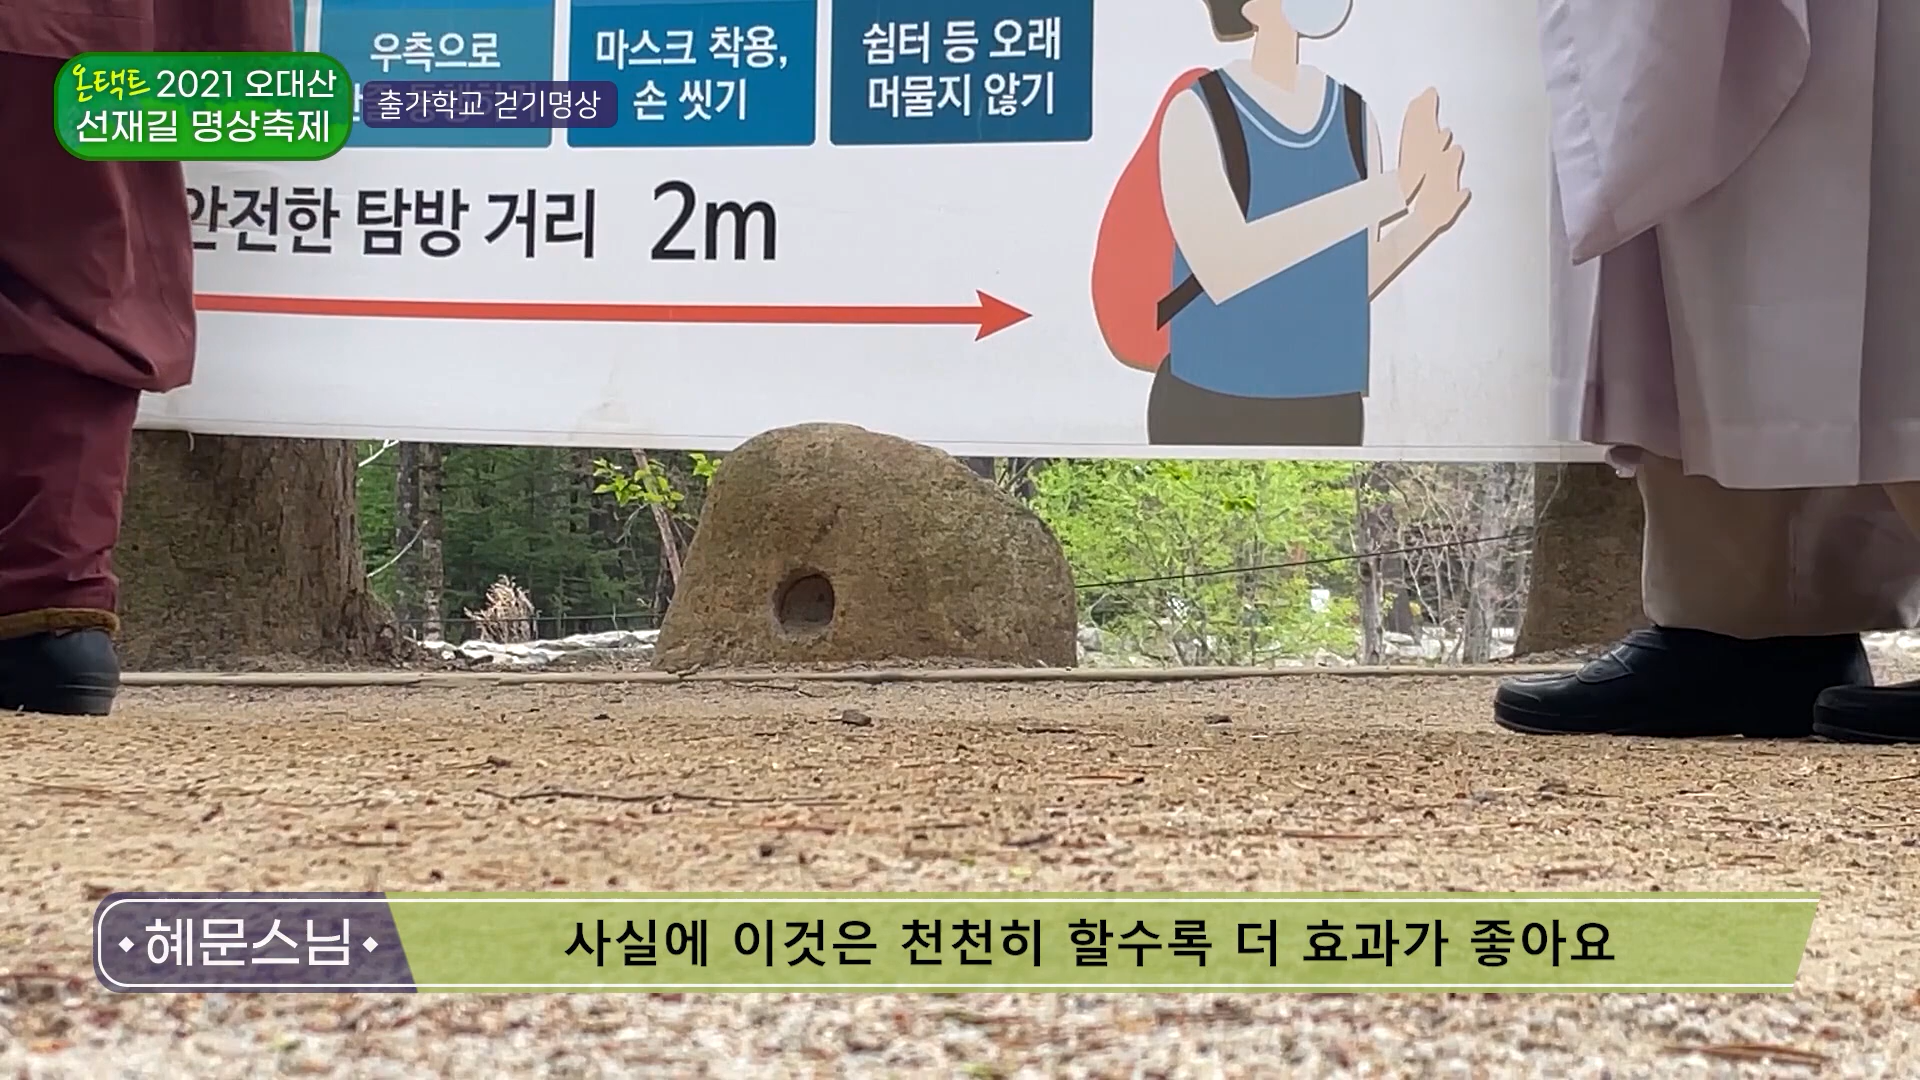 온택트 2021 오대산
선재길 명상축제
출가학교 걷기명상
우측으로
마스크 착용,
손 씻기
쉼터 등 오래
머물지 않기
안전한 탐방 거리 2m
혜문스님
사실에 이것은 천천히 할수록 더 효과가 좋아요